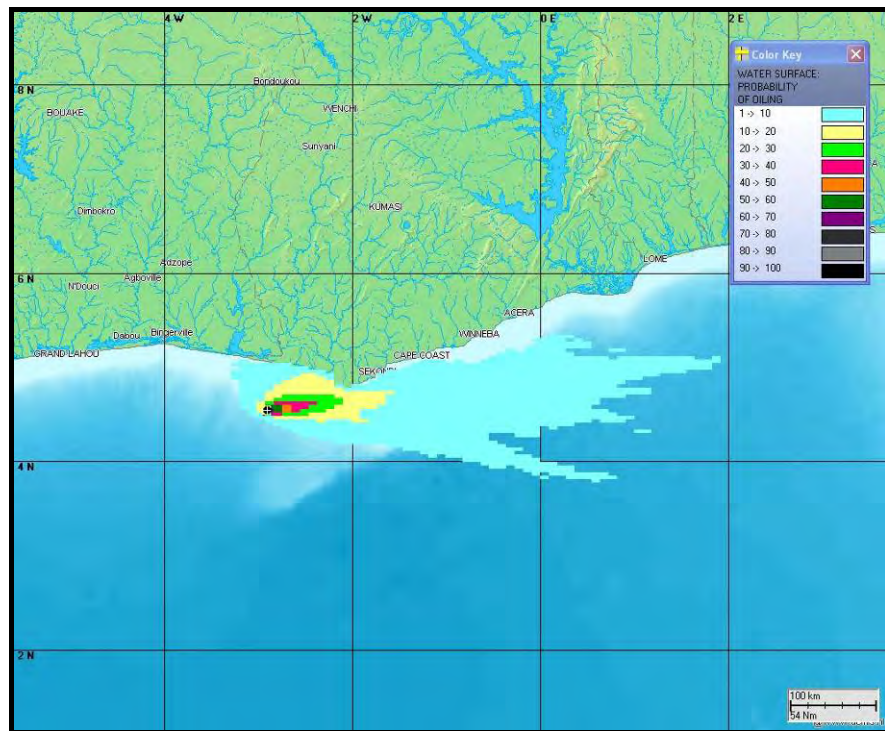 4 W
2 W
0 E
2 E
Color Key
WATER SURFACE:
PROBABILITY
OF OILING
1 -> 10
10 -> 20
20 -> 30
30 -> 40
40 -> 50
50 -> 60
60 -> 70
70 -> 80
80 -> 90
90 -> 100
8 N
Bondoukou
BOUAKE
WENCHI
Sunyani
Dimbokro
KUMASI
Adzope
6 N
Agboville
N'Douci
LOME
ACERA
Dabou
Bingerville
WINNEBA
GRAND LAHOU
CAPE COAST
4 N
2 N
100 km
54 Nm